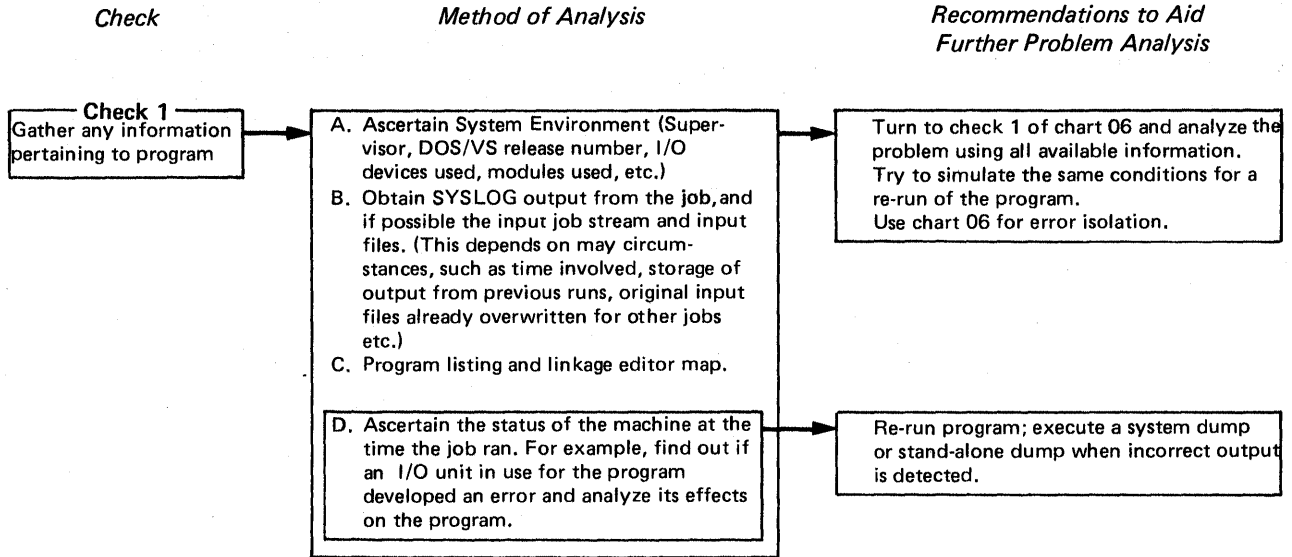 Check
Method of Analysis
Recommendations to Aid
Further Problem Analysis
Check 1
Gather any information
pertaining to program
A. Ascertain System Environment (Super-
visor, DOS/VS release number, I/O
devices used, modules used, etc.)
B. Obtain SYSLOG output from the job, and
if possible the input job stream and input
files. (This depends on may circum-
stances, such as time involved, storage of
output from previous runs, original input
files already overwritten for other jobs
etc.)
C. Program listing and linkage editor map.
D. Ascertain the status of the machine at the
time the job ran. For example, find out if
an I/O unit in use for the program
developed an error and analyze its effects
on the program.
Turn to check 1 of chart 06 and analyze the
problem using all available information.
Try to simulate the same conditions for a
re-run of the program.
Use chart 06 for error isolation.
Re-run program; execute a system dump
or stand-alone dump when incorrect output
is detected.